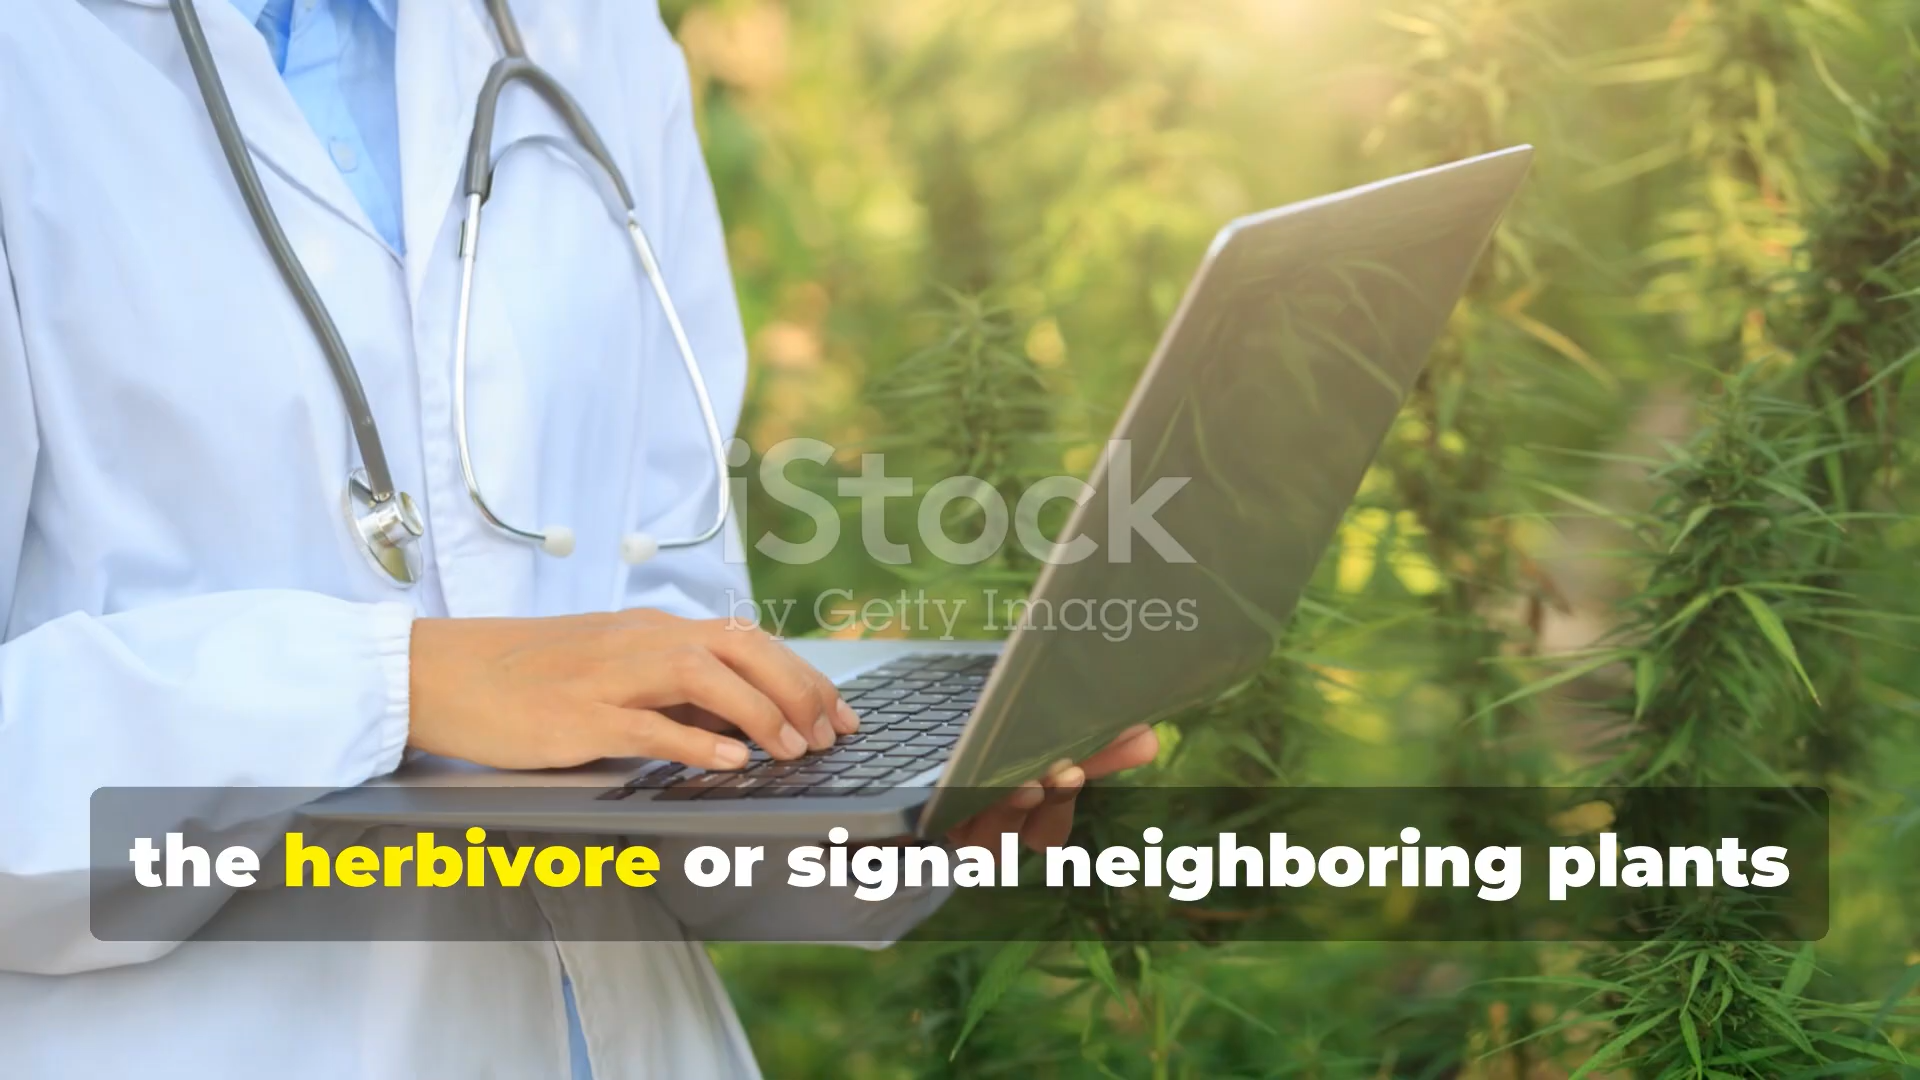 iStock
by Getty Images
the herbivore or signal neighboring plants